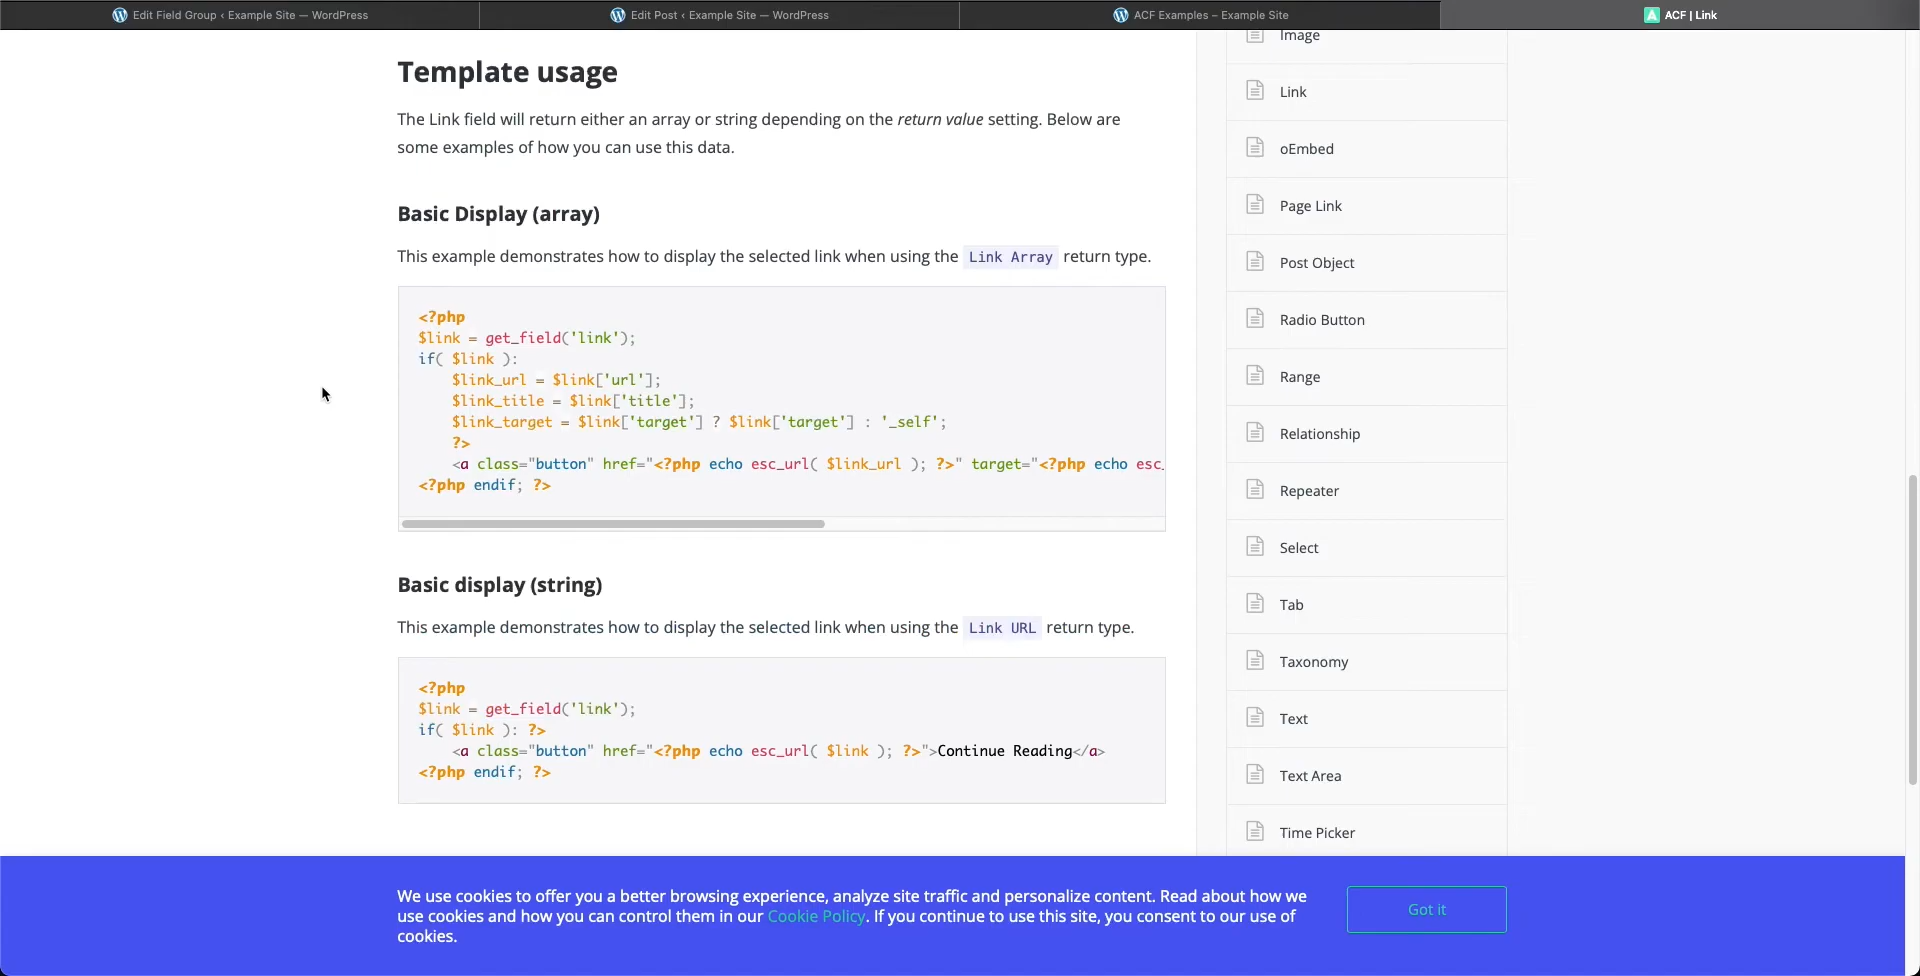 Edit Field Group ‹ Example Site — WordPress
Edit Post ‹ Example Site — WordPress
ACF Examples – Example Site
ACF | Link
Template usage
The Link field will return either an array or string depending on the return value setting. Below are
some examples of how you can use this data.
Basic Display (array)
This example demonstrates how to display the selected link when using the Link Array return type.
<?php
$link = get_field('link');
if( $link ):
    $link_url = $link['url'];
    $link_title = $link['title'];
    $link_target = $link['target'] ? $link['target'] : '_self';
    ?>
    <a class="button" href="<?php echo esc_url( $link_url ); ?>" target="<?php echo esc_
<?php endif; ?>
Basic display (string)
This example demonstrates how to display the selected link when using the Link URL return type.
<?php
$link = get_field('link');
if( $link ): ?>
    <a class="button" href="<?php echo esc_url( $link ); ?>">Continue Reading</a>
<?php endif; ?>
Image
Link
oEmbed
Page Link
Post Object
Radio Button
Range
Relationship
Repeater
Select
Tab
Taxonomy
Text
Text Area
Time Picker
We use cookies to offer you a better browsing experience, analyze site traffic and personalize content. Read about how we
use cookies and how you can control them in our Cookie Policy. If you continue to use this site, you consent to our use of
cookies.
Got it